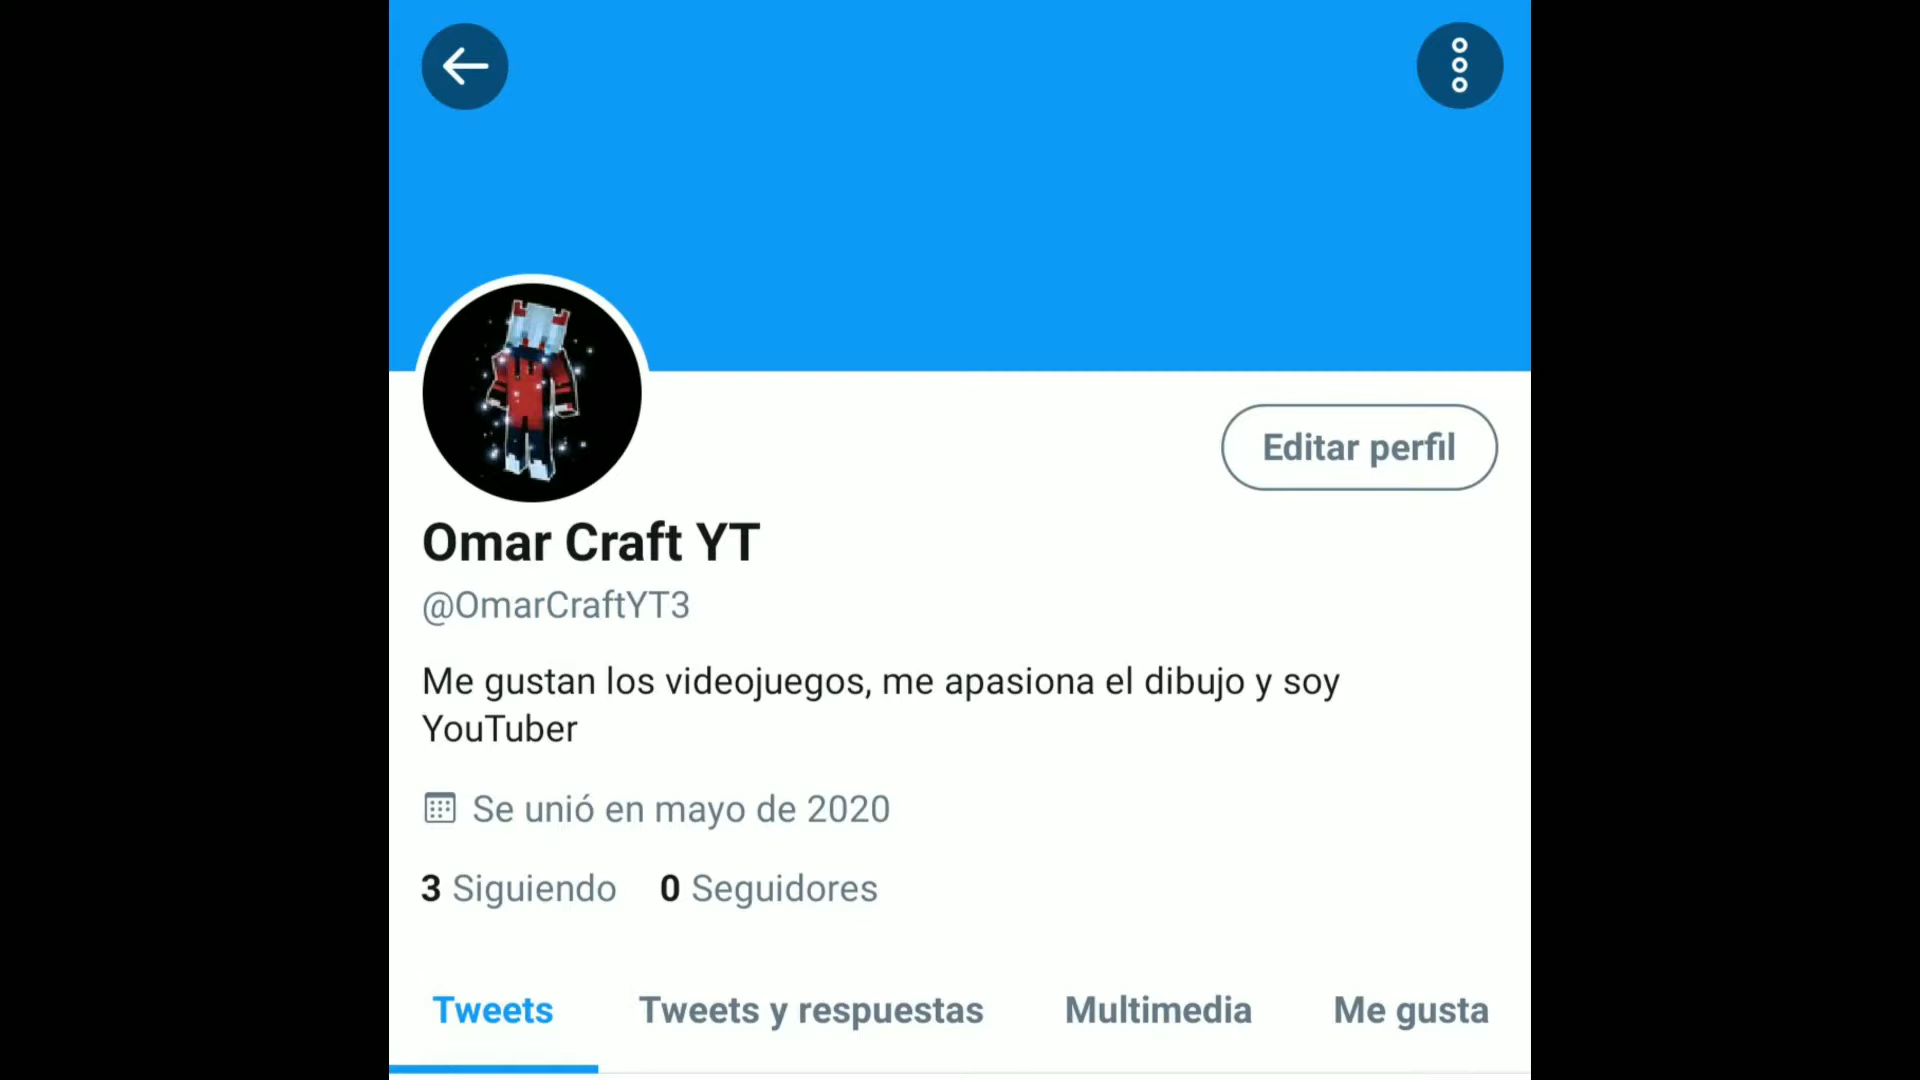 Editar perfil
Omar Craft YT
@OmarCraftYT3
Me gustan los videojuegos, me apasiona el dibujo y soy
YouTuber
Se unió en mayo de 2020
3 Siguiendo 0 Seguidores
Tweets Tweets y respuestas Multimedia Me gusta